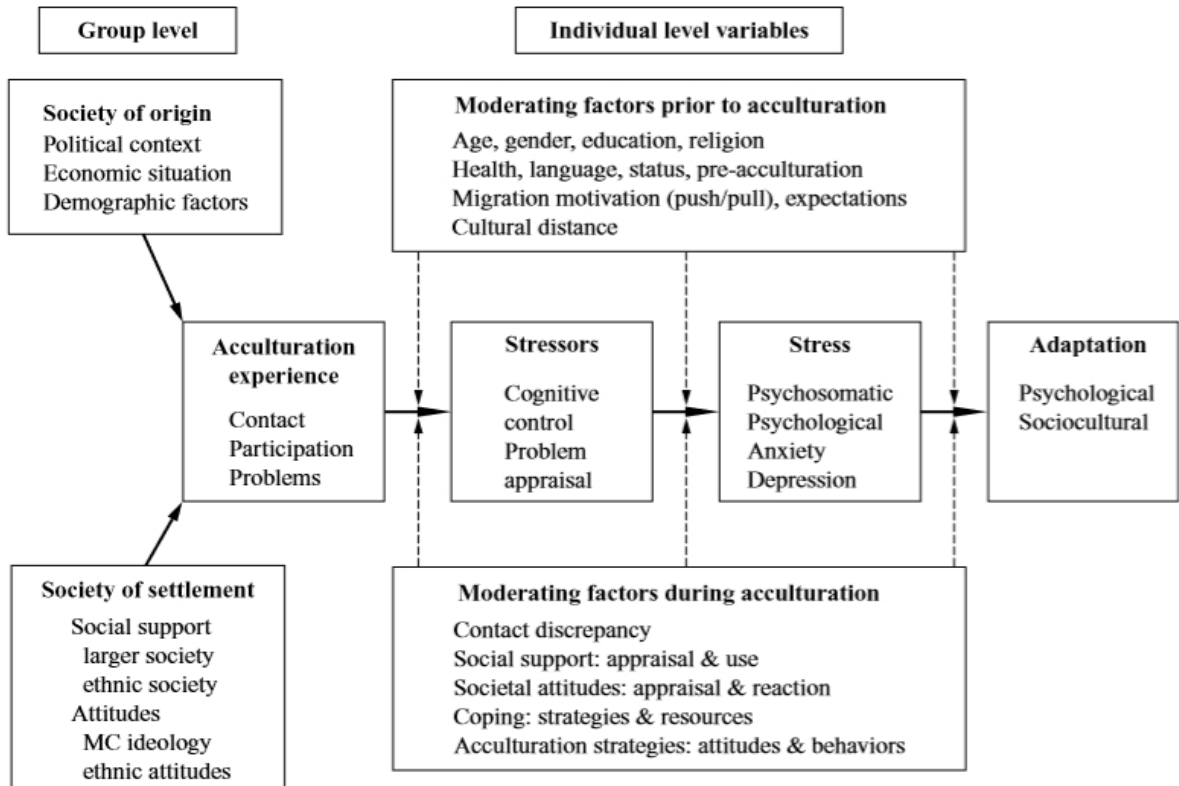 Group level
Individual level variables
Society of origin
Political context
Economic situation
Demographic factors
Moderating factors prior to acculturation
Age, gender, education, religion
Health, language, status, pre-acculturation
Migration motivation (push/pull), expectations
Cultural distance
Acculturation
experience
Contact
Participation
Problems
Stressors
Cognitive
control
Problem
appraisal
Stress
Psychosomatic
Psychological
Anxiety
Depression
Adaptation
Psychological
Sociocultural
Society of settlement
Social support
larger society
ethnic society
Attitudes
MC ideology
ethnic attitudes
Moderating factors during acculturation
Contact discrepancy
Social support: appraisal & use
Societal attitudes: appraisal & reaction
Coping: strategies & resources
Acculturation strategies: attitudes & behaviors